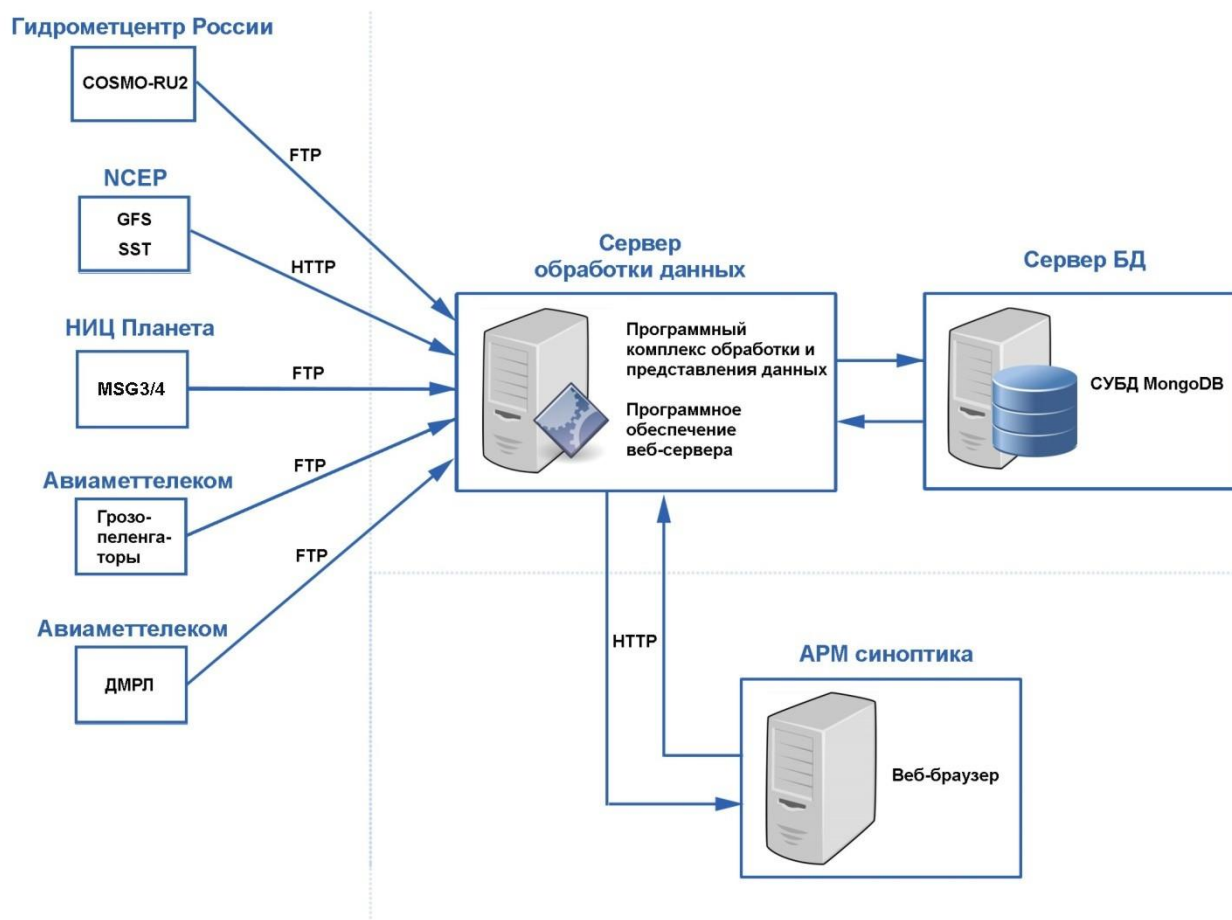 Гидрометцентр России
COSMO-RU2
FTP
NCEP
GFS
SST
HTTP
НИЦ Планета
MSG3/4
FTP
Авиаметтелеком
Грозо-
пеленга-
торы
FTP
Авиаметтелеком
ДМРЛ
FTP
Сервер
обработки данных
Программный
комплекс обработки и
представления данных
Программное
обеспечение
веб-сервера
Сервер БД
СУБД MongoDB
HTTP
АРМ синоптика
Веб-браузер